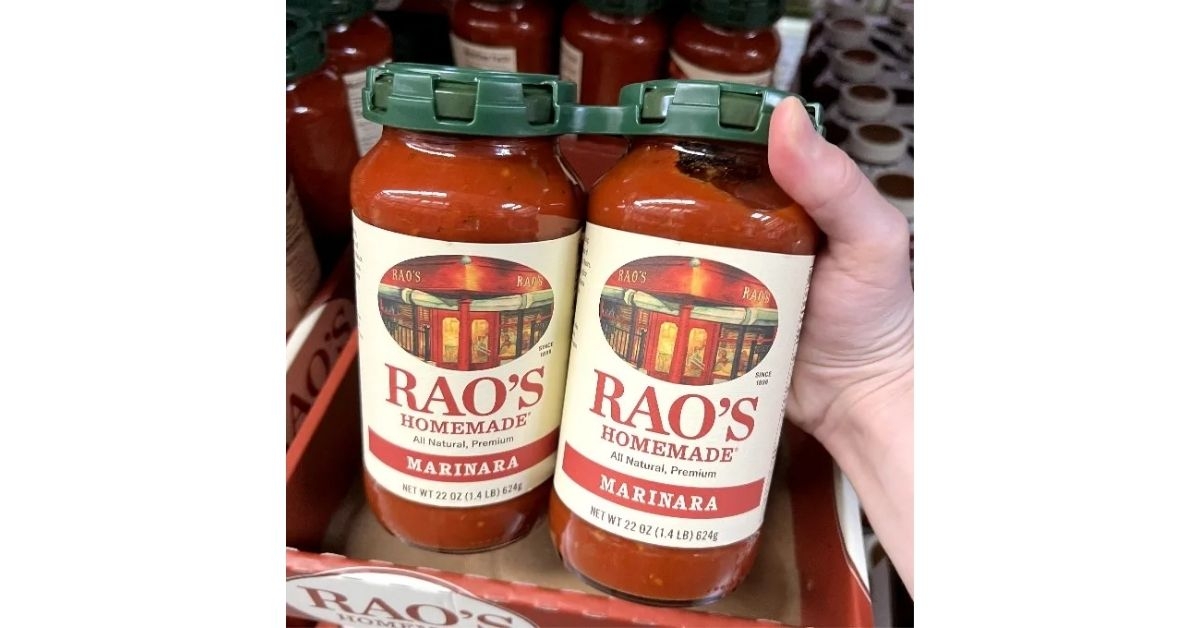 RAO'S RAO'S
SINCE
1896
RAO'S
HOMEMADE®
All Natural, Premium
MARINARA
NET WT 22 OZ (1.4 LB) 624g
RAO'S RAO'S
SINCE
1896
RAO'S
HOMEMADE®
All Natural, Premium
MARINARA
NET WT 22 OZ (1.4 LB) 624g
RAO'S
RAO'S
HOMEMADE